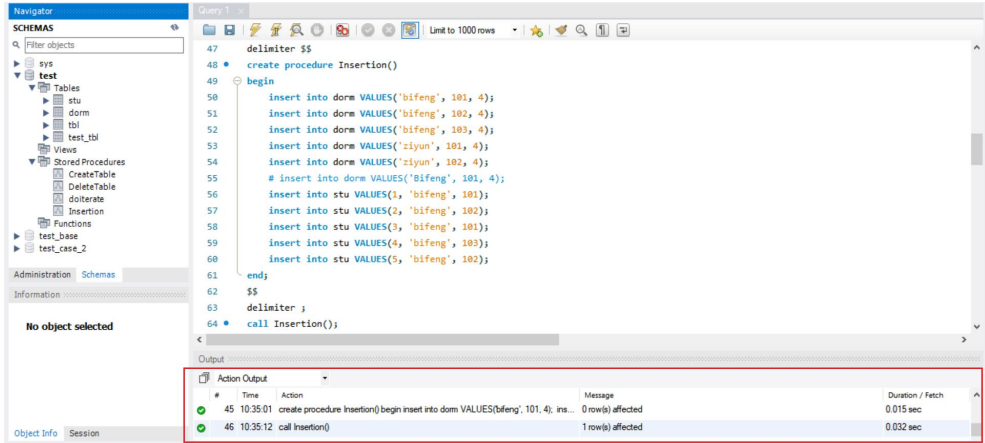 Navigator
SCHEMAS
Filter objects
sys
test
Tables
stu
dorm
tbl
test_tbl
Views
Stored Procedures
CreateTable
DeleteTable
doiterate
Insertion
Functions
test_base
test_case_2
Administration Schemas
Information
No object selected
Object Info Session
Query 1
Limit to 1000 rows
47 delimiter $$
48 create procedure Insertion()
49 begin
50 insert into dorm VALUES('bifeng', 101, 4);
51 insert into dorm VALUES('bifeng', 102, 4);
52 insert into dorm VALUES('bifeng', 103, 4);
53 insert into dorm VALUES('ziyun', 101, 4);
54 insert into dorm VALUES('ziyun', 102, 4);
55 # insert into dorm VALUES('Bifeng', 101, 4);
56 insert into stu VALUES(1, 'bifeng', 101);
57 insert into stu VALUES(2, 'bifeng', 102);
58 insert into stu VALUES(3, 'bifeng', 101);
59 insert into stu VALUES(4, 'bifeng', 103);
60 insert into stu VALUES(5, 'bifeng', 102);
61 end;
62 $$
63 delimiter ;
64 call Insertion();
Output
Action Output
# Time Action Message Duration / Fetch
45 10:35:01 create procedure Insertion() begin insert into dorm VALUES('bifeng', 101, 4); ins... 0 row(s) affected 0.015 sec
46 10:35:12 call Insertion() 1 row(s) affected 0.032 sec